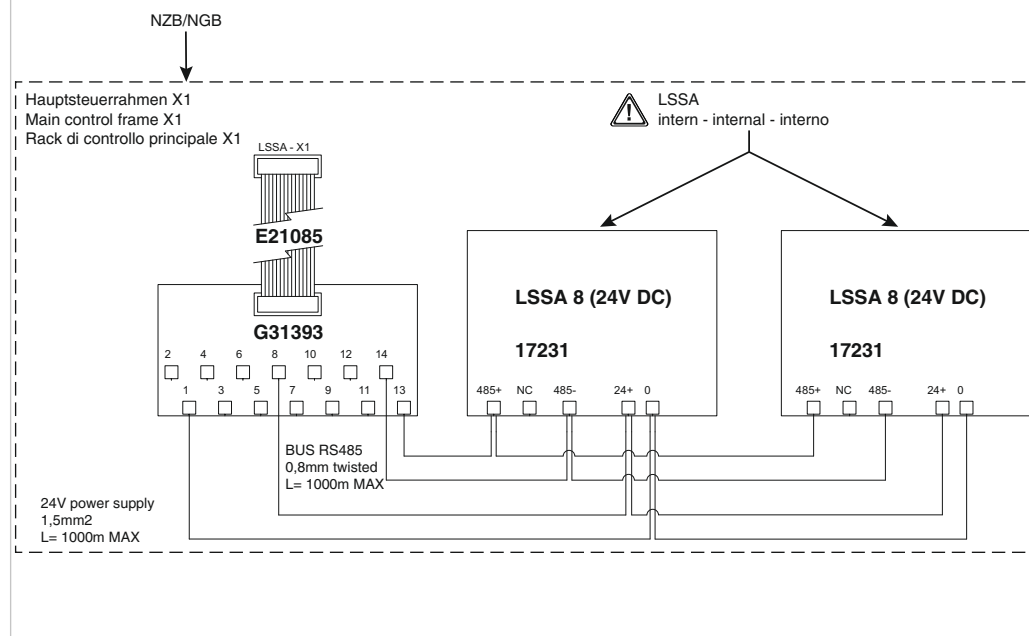 NZB/NGB
Hauptsteuerrahmen X1
Main control frame X1
Rack di controllo principale X1
LSSA
intern - internal - interno
LSSA - X1
E21085
G31393
2 4 6 8 10 12 14
1 3 5 7 9 11 13
LSSA 8 (24V DC)
17231
485+ NC 485- 24+ 0
LSSA 8 (24V DC)
17231
485+ NC 485- 24+ 0
BUS RS485
0,8mm twisted
L= 1000m MAX
24V power supply
1,5mm2
L= 1000m MAX